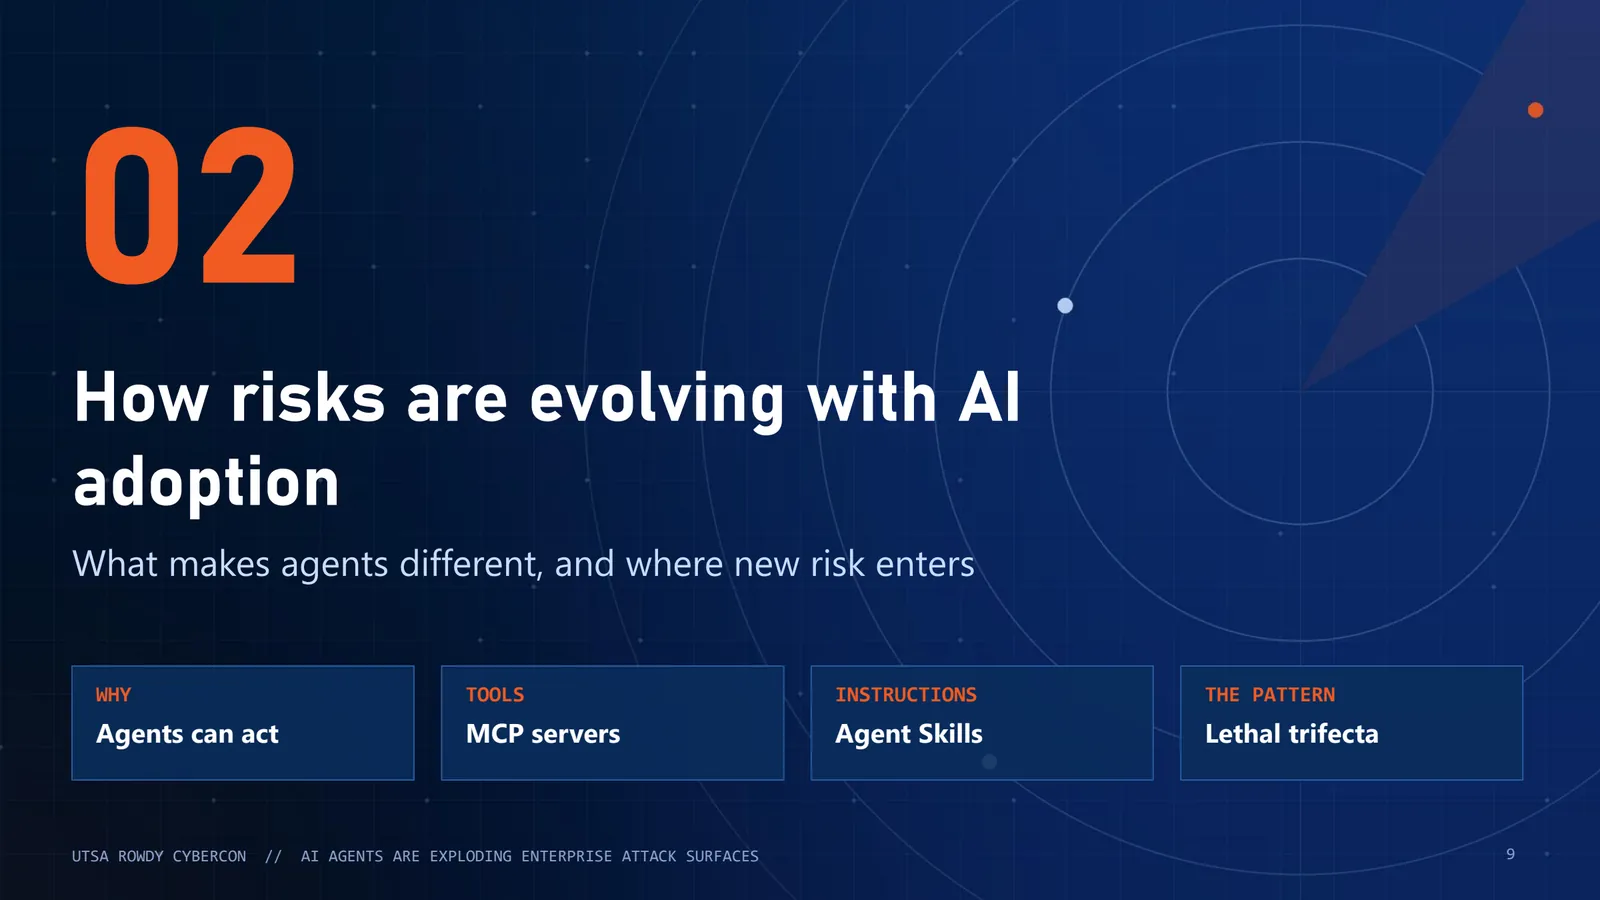 02
How risks are evolving with AI
adoption
What makes agents different, and where new risk enters
WHY
Agents can act
TOOLS
MCP servers
INSTRUCTIONS
Agent Skills
THE PATTERN
Lethal trifecta
UTSA ROWDY CYBERCON // AI AGENTS ARE EXPLODING ENTERPRISE ATTACK SURFACES
9